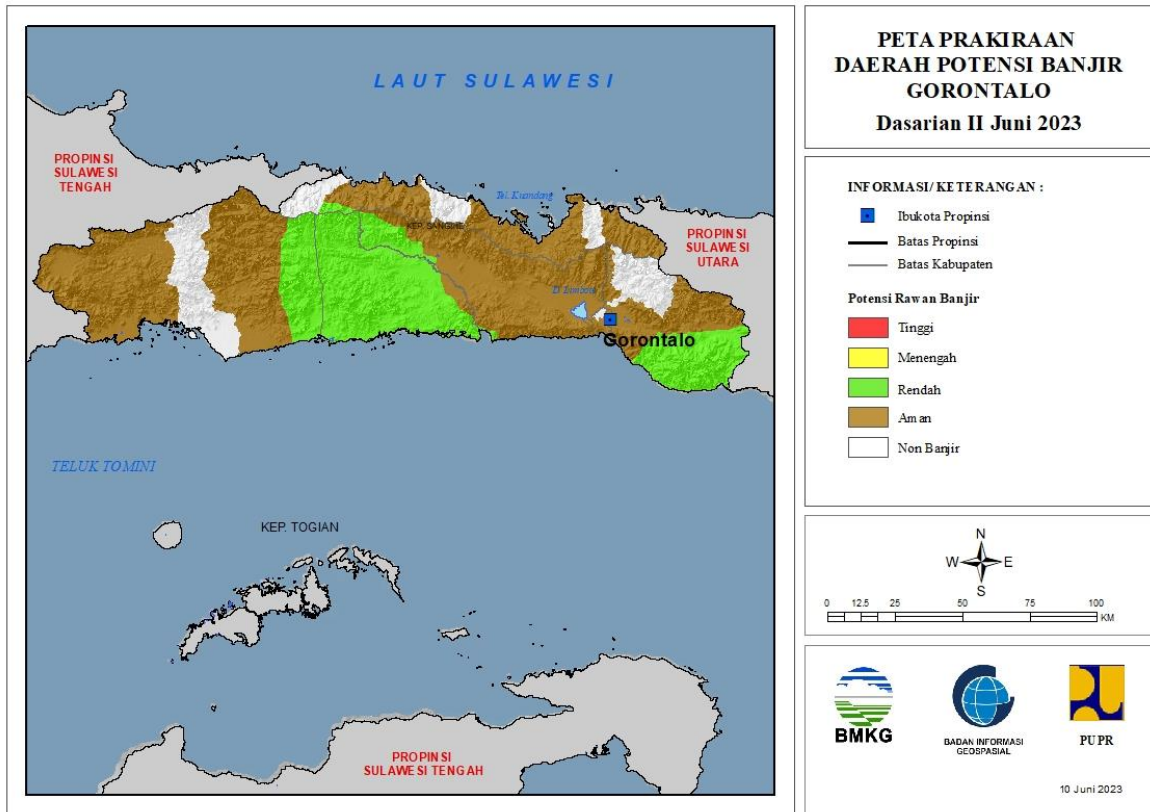 LAUT SULAWESI
PROPINSI
SULAWESI
TENGAH
Tel. Kuandang
KEP. SANGIHE
PROPINSI
SULAWESI
UTARA
Gorontalo
TELUK TOMINI
KEP. TOGIAN
PROPINSI
SULAWESI TENGAH
PETA PRAKIRAAN
DAERAH POTENSI BANJIR
GORONTALO
Dasarian II Juni 2023
INFORMASI/ KETERANGAN :
Ibukota Propinsi
Batas Propinsi
Batas Kabupaten
Potensi Rawan Banjir
Tinggi
Menengah
Rendah
Aman
Non Banjir
N
W E
S
0 12.5 25 50 75 100
KM
BMKG
BADAN INFORMASI
GEOSPASIAL
PUPR
10 Juni 2023